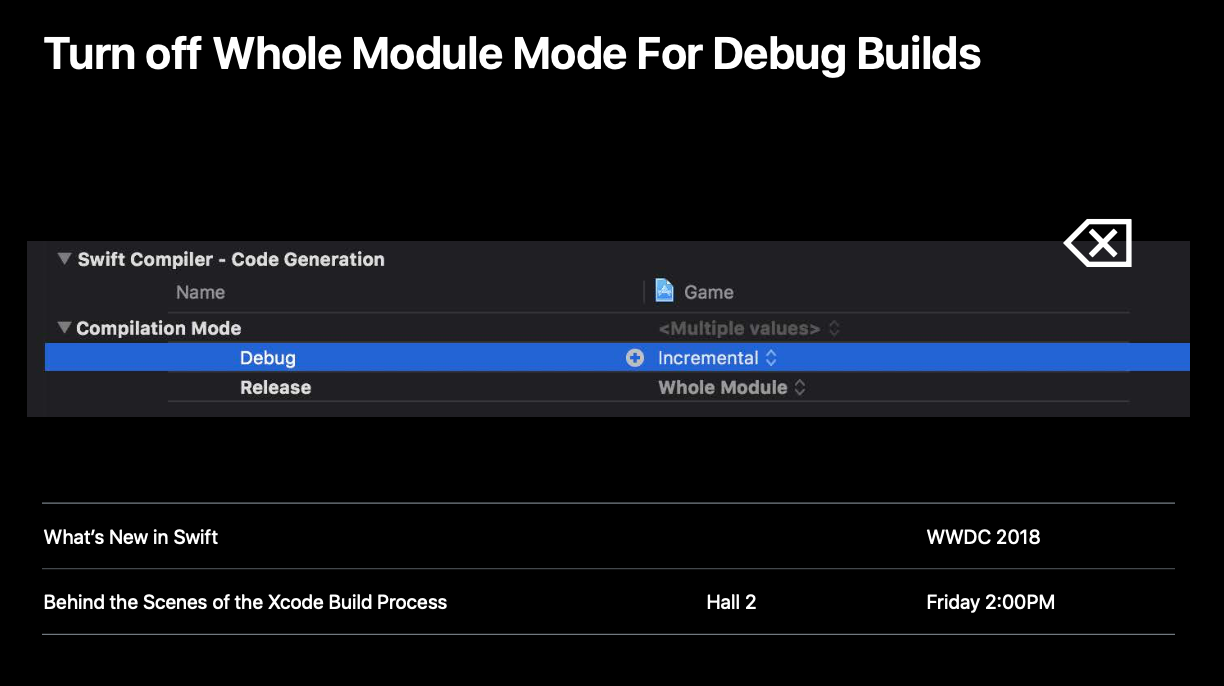 Turn off Whole Module Mode For Debug Builds
Swift Compiler - Code Generation
Name Game
Compilation Mode <Multiple values>
Debug Incremental
Release Whole Module
What’s New in Swift WWDC 2018
Behind the Scenes of the Xcode Build Process Hall 2 Friday 2:00PM